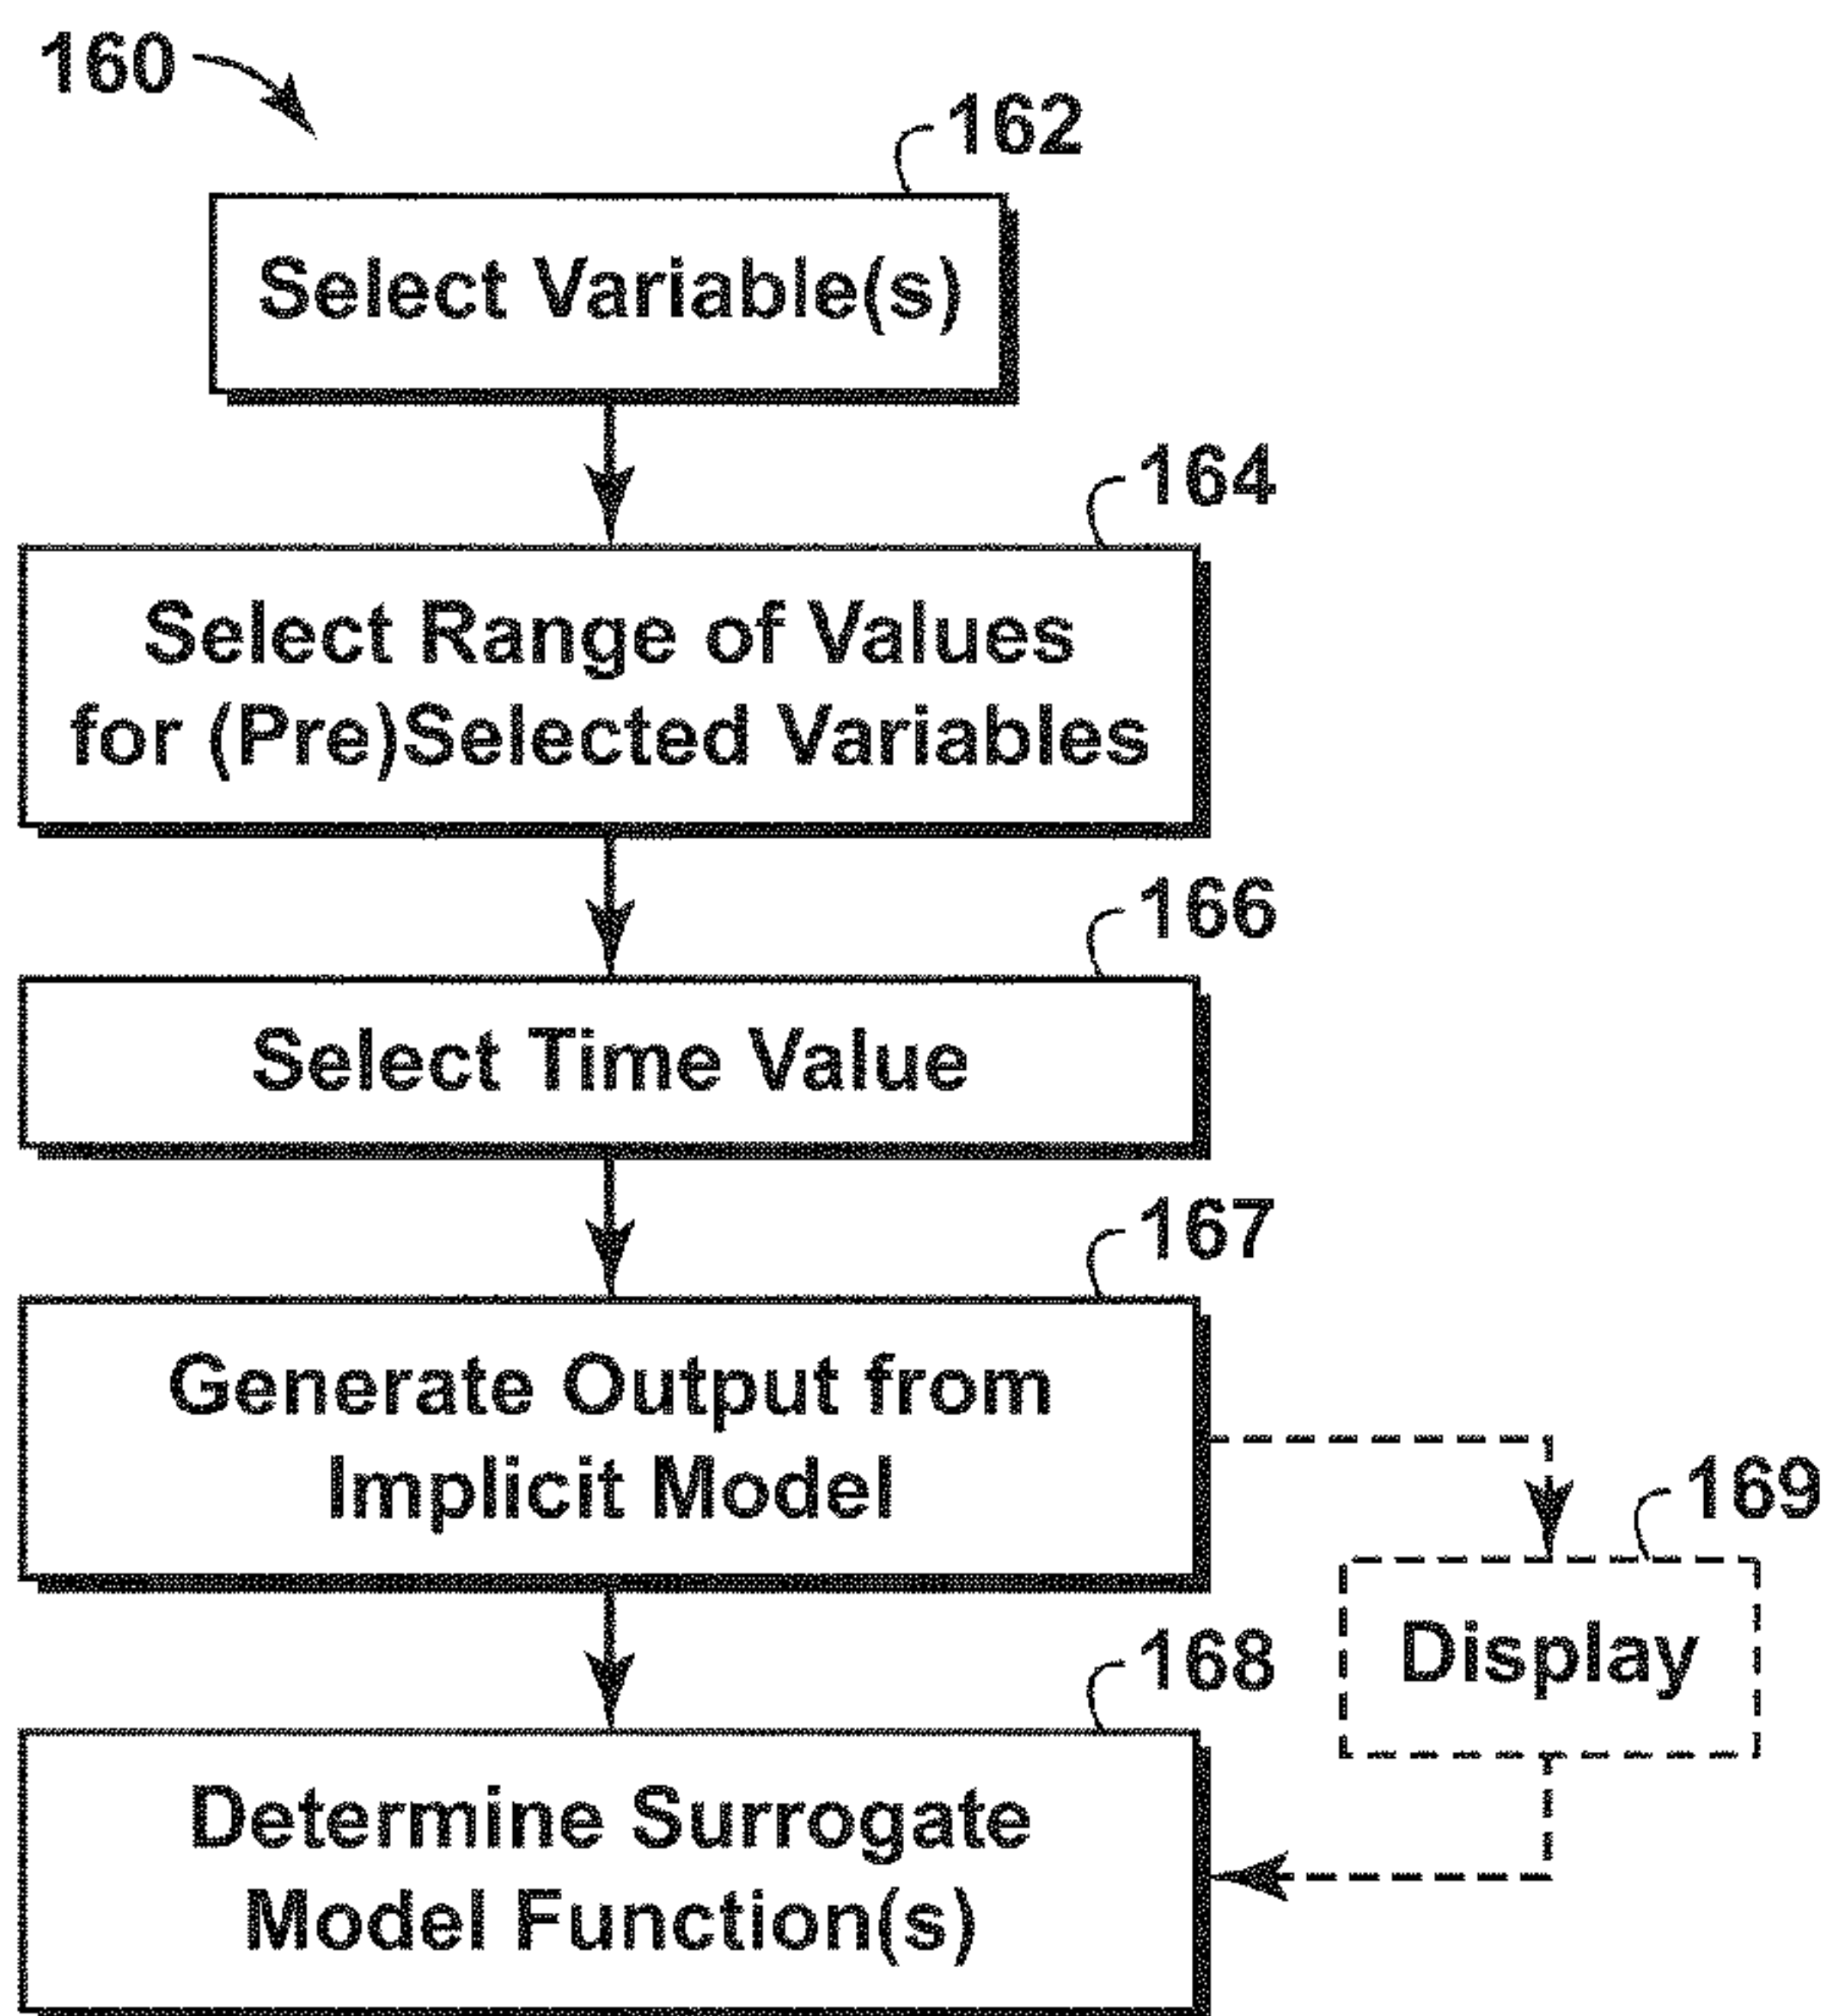 160
162
Select Variable(s)
164
Select Range of Values
for (Pre)Selected Variables
166
Select Time Value
167
Generate Output from
Implicit Model
169
Display
168
Determine Surrogate
Model Function(s)